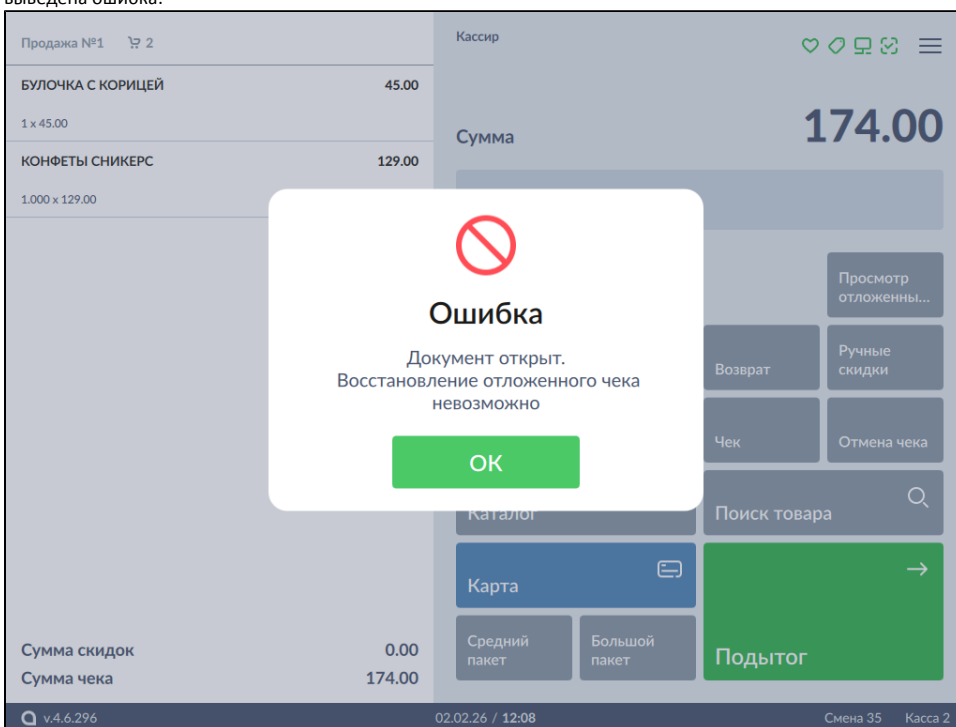 выведена ошибка:
Продажа №1 2
Кассир
БУЛОЧКА С КОРИЦЕЙ 45.00
1 x 45.00
Сумма 174.00
КОНФЕТЫ СНИКЕРС 129.00
1.000 x 129.00
Ошибка
Документ открыт.
Восстановление отложенного чека
невозможно
ОК
Просмотр
отложенны...
Возврат
Ручные
скидки
Чек
Отмена чека
Каталог
Поиск товара
Карта
Средний
пакет
Большой
пакет
Подытог
Сумма скидок 0.00
Сумма чека 174.00
v.4.6.296
02.02.26 / 12:08
Смена 35 Касса 2